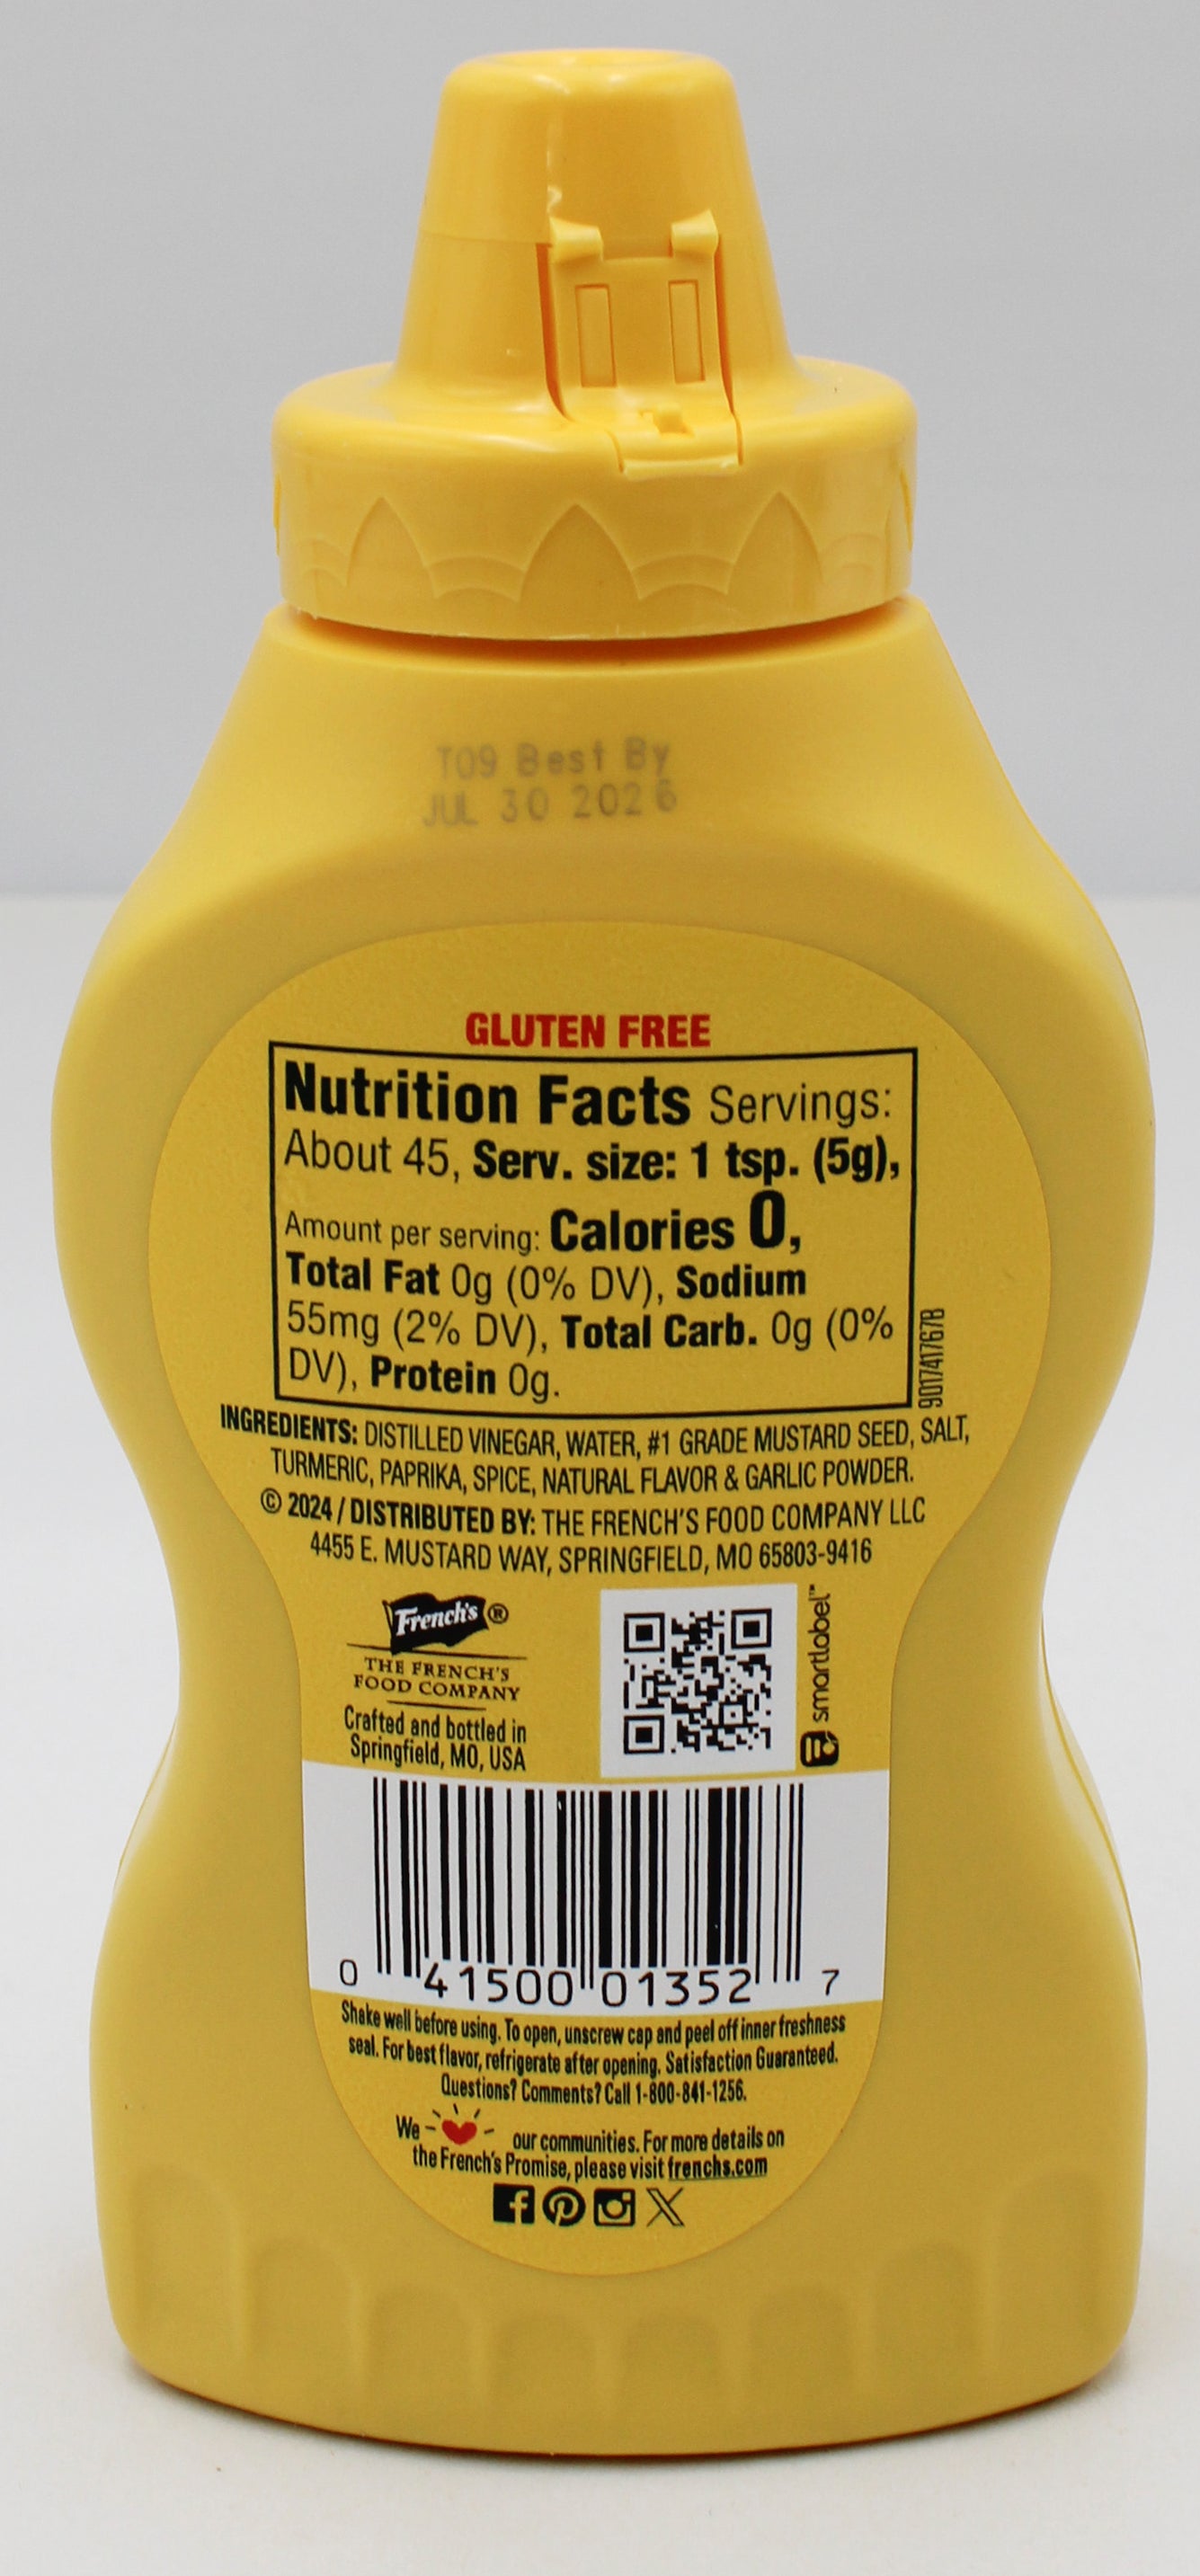 T09 Best By
JUL 30 2026
GLUTEN FREE
Nutrition Facts Servings:
About 45, Serv. size: 1 tsp. (5g),
Amount per serving: Calories 0,
Total Fat 0g (0% DV), Sodium
55mg (2% DV), Total Carb. 0g (0%
DV), Protein 0g.
901741767B
INGREDIENTS: DISTILLED VINEGAR, WATER, #1 GRADE MUSTARD SEED, SALT,
TURMERIC, PAPRIKA, SPICE, NATURAL FLAVOR & GARLIC POWDER.
© 2024 / DISTRIBUTED BY: THE FRENCH'S FOOD COMPANY LLC
4455 E. MUSTARD WAY, SPRINGFIELD, MO 65803-9416
French's ®
THE FRENCH'S
FOOD COMPANY
Crafted and bottled in
Springfield, MO, USA
smartlabel™
0 41500 01352 7
Shake well before using. To open, unscrew cap and peel off inner freshness
seal. For best flavor, refrigerate after opening. Satisfaction Guaranteed.
Questions? Comments? Call 1-800-841-1256.
We our communities. For more details on
the French's Promise, please visit frenchs.com